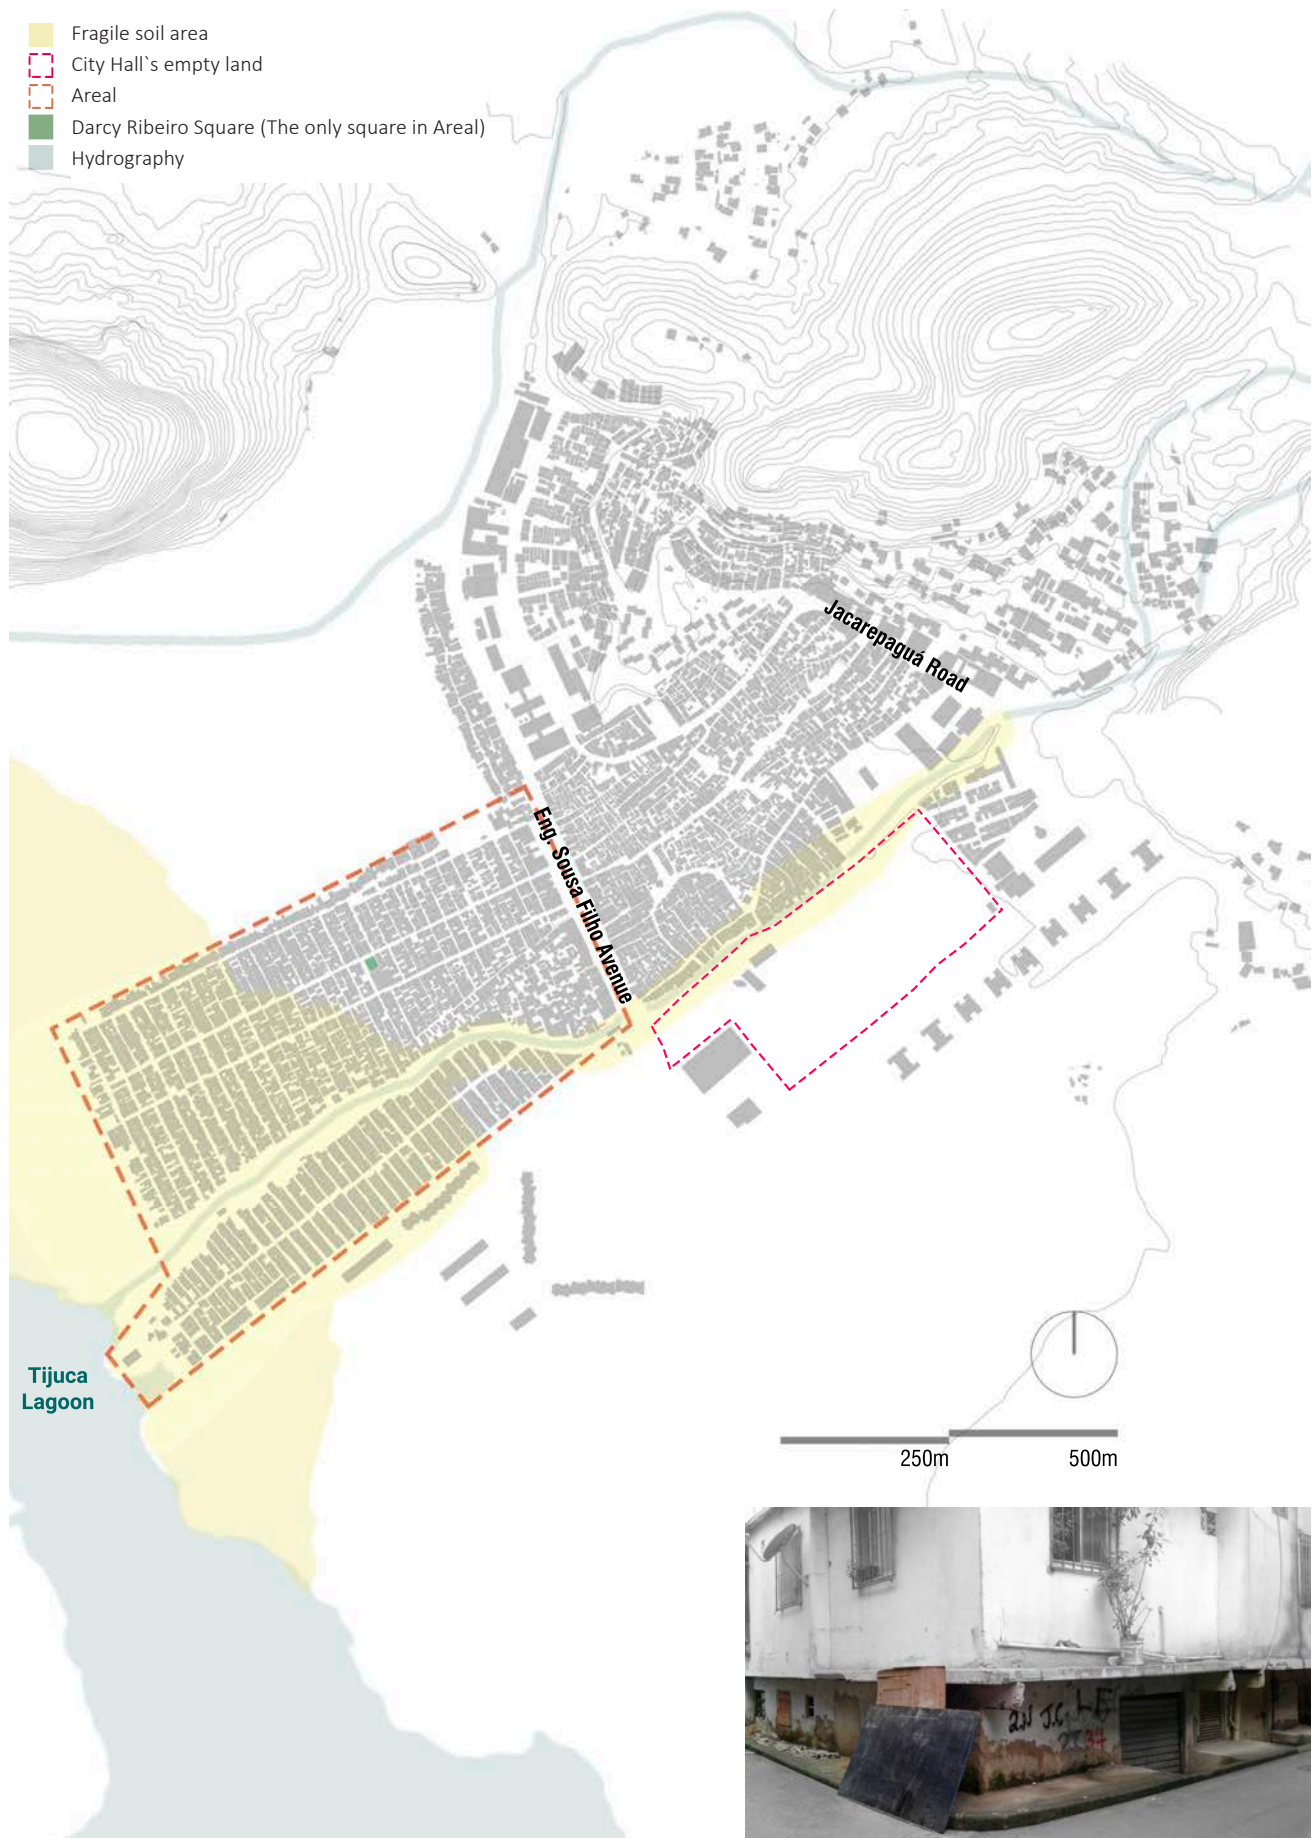 Fragile soil area
City Hall`s empty land
Areal
Darcy Ribeiro Square (The only square in Areal)
Hydrography
Jacarepaguá Road
Eng. Sousa Filho Avenue
Tijuca
Lagoon
250m 500m